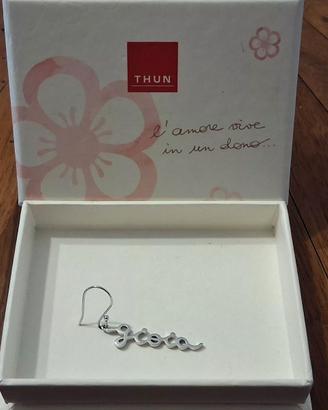 THUN
l'amore vive
in un dono...
gioia